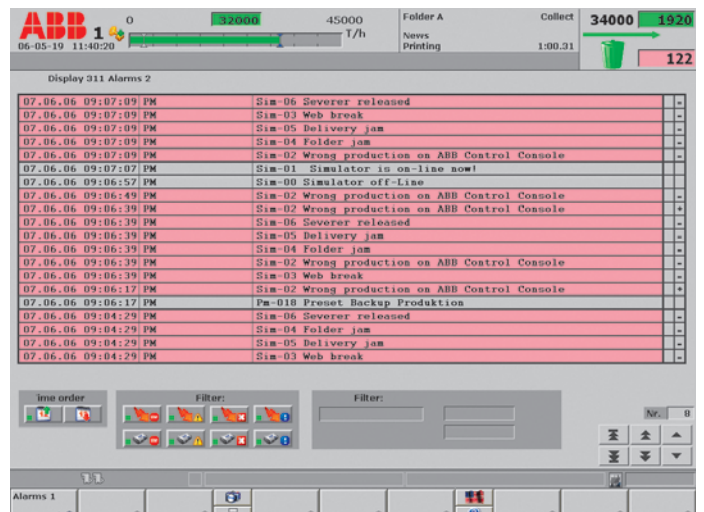 ABB 1 0 32000 45000 T/h
06-05-19 11:40:20
Folder A Collect
News
Printing 1:00.31
34000 1920
122
Display 311 Alarms 2
07.06.06 09:07:09 PM Sim-06 Severer released -
07.06.06 09:07:09 PM Sim-03 Web break -
07.06.06 09:07:09 PM Sim-05 Delivery jam -
07.06.06 09:07:09 PM Sim-04 Folder jam -
07.06.06 09:07:09 PM Sim-02 Wrong production on ABB Control Console -
07.06.06 09:07:07 PM Sim-01 Simulator is on-line now!
07.06.06 09:06:57 PM Sim-00 Simulator off-Line
07.06.06 09:06:49 PM Sim-02 Wrong production on ABB Control Console -
07.06.06 09:06:39 PM Sim-02 Wrong production on ABB Control Console +
07.06.06 09:06:39 PM Sim-06 Severer released -
07.06.06 09:06:39 PM Sim-05 Delivery jam -
07.06.06 09:06:39 PM Sim-04 Folder jam -
07.06.06 09:06:39 PM Sim-02 Wrong production on ABB Control Console -
07.06.06 09:06:39 PM Sim-03 Web break -
07.06.06 09:06:17 PM Sim-02 Wrong production on ABB Control Console +
07.06.06 09:06:17 PM Pm-018 Preset Backup Produktion
07.06.06 09:04:29 PM Sim-06 Severer released -
07.06.06 09:04:29 PM Sim-04 Folder jam -
07.06.06 09:04:29 PM Sim-05 Delivery jam -
07.06.06 09:04:29 PM Sim-03 Web break -
ime order Filter: Filter:
Nr. 8
Alarms 1